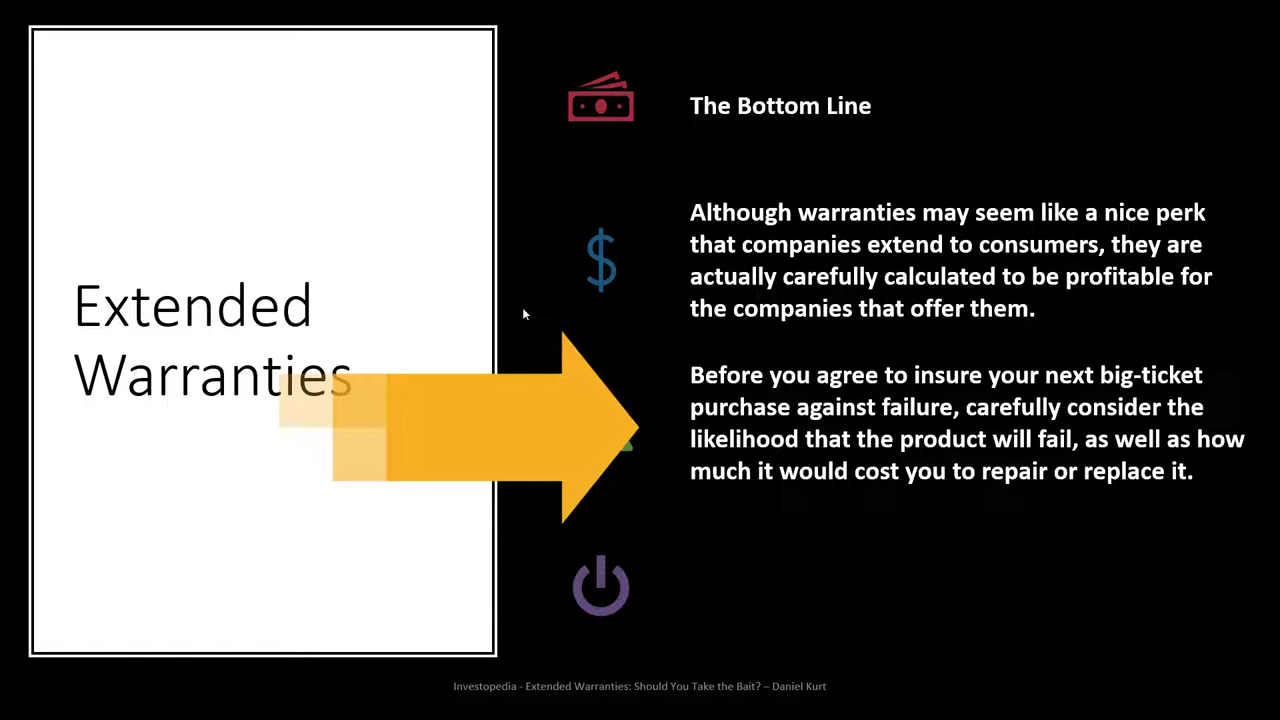 Extended
Warranties
The Bottom Line
Although warranties may seem like a nice perk
that companies extend to consumers, they are
actually carefully calculated to be profitable for
the companies that offer them.
Before you agree to insure your next big-ticket
purchase against failure, carefully consider the
likelihood that the product will fail, as well as how
much it would cost you to repair or replace it.
Investopedia - Extended Warranties: Should You Take the Bait? – Daniel Kurt